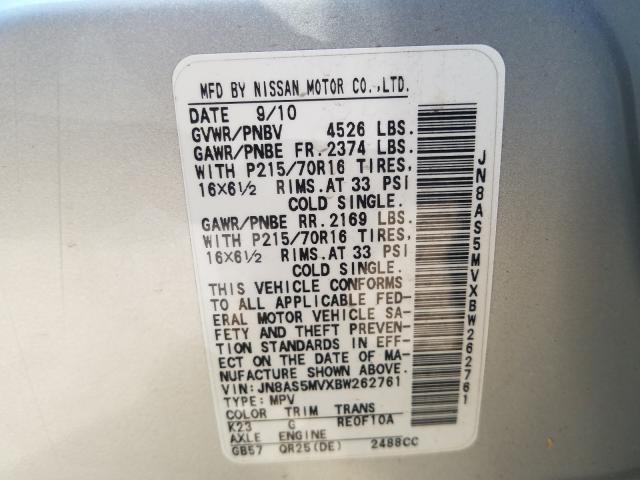 MFD BY NISSAN MOTOR CO.,LTD.
DATE 9/10
GVWR/PNBV 4526 LBS.
GAWR/PNBE FR. 2374 LBS.
WITH P215/70R16 TIRES,
16X6½ RIMS.AT 33 PSI
COLD SINGLE.
GAWR/PNBE RR. 2169 LBS.
WITH P215/70R16 TIRES,
16X6½ RIMS.AT 33 PSI
COLD SINGLE.
THIS VEHICLE CONFORMS
TO ALL APPLICABLE FED-
ERAL MOTOR VEHICLE SA-
FETY AND THEFT PREVEN-
TION STANDARDS IN EFF-
ECT ON THE DATE OF MA-
NUFACTURE SHOWN ABOVE.
VIN: JN8AS5MVXBW262761
TYPE: MPV
COLOR TRIM TRANS
K23 G RE0F10A
AXLE ENGINE
GB57 QR25(DE) 2488CC
JN8AS5MVXBW262761